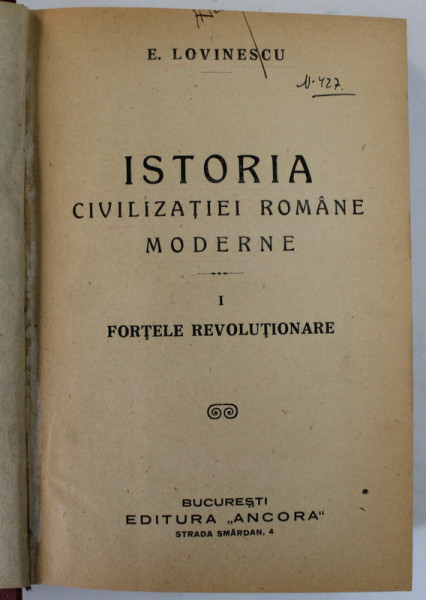 E. LOVINESCU
N. 427.
ISTORIA
CIVILIZAȚIEI ROMÂNE
MODERNE
I
FORȚELE REVOLUȚIONARE
BUCUREȘTI
EDITURA „ANCORA“
STRADA SMÂRDAN, 4